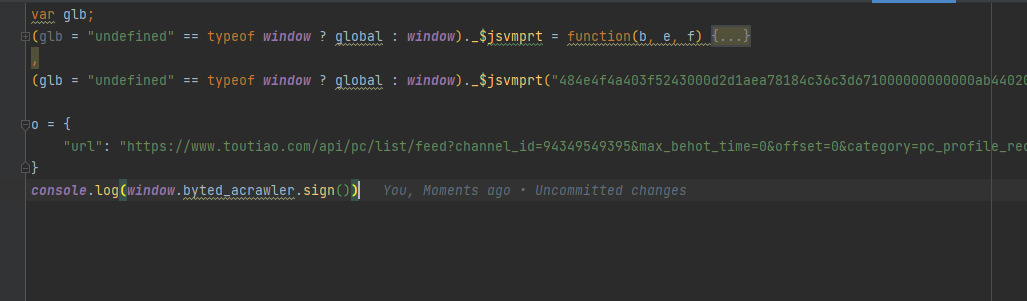 var glb;
(glb = "undefined" == typeof window ? global : window)._$jsvmprt = function(b, e, f) {...}
,
(glb = "undefined" == typeof window ? global : window)._$jsvmprt("484e4f4a403f5243000d2d1aea78184c36c3d671000000000000ab44020
o = {
"url": "https://www.toutiao.com/api/pc/list/feed?channel_id=94349549395&max_behot_time=0&offset=0&category=pc_profile_rec
}
console.log(window.byted_acrawler.sign()) You, Moments ago • Uncommitted changes